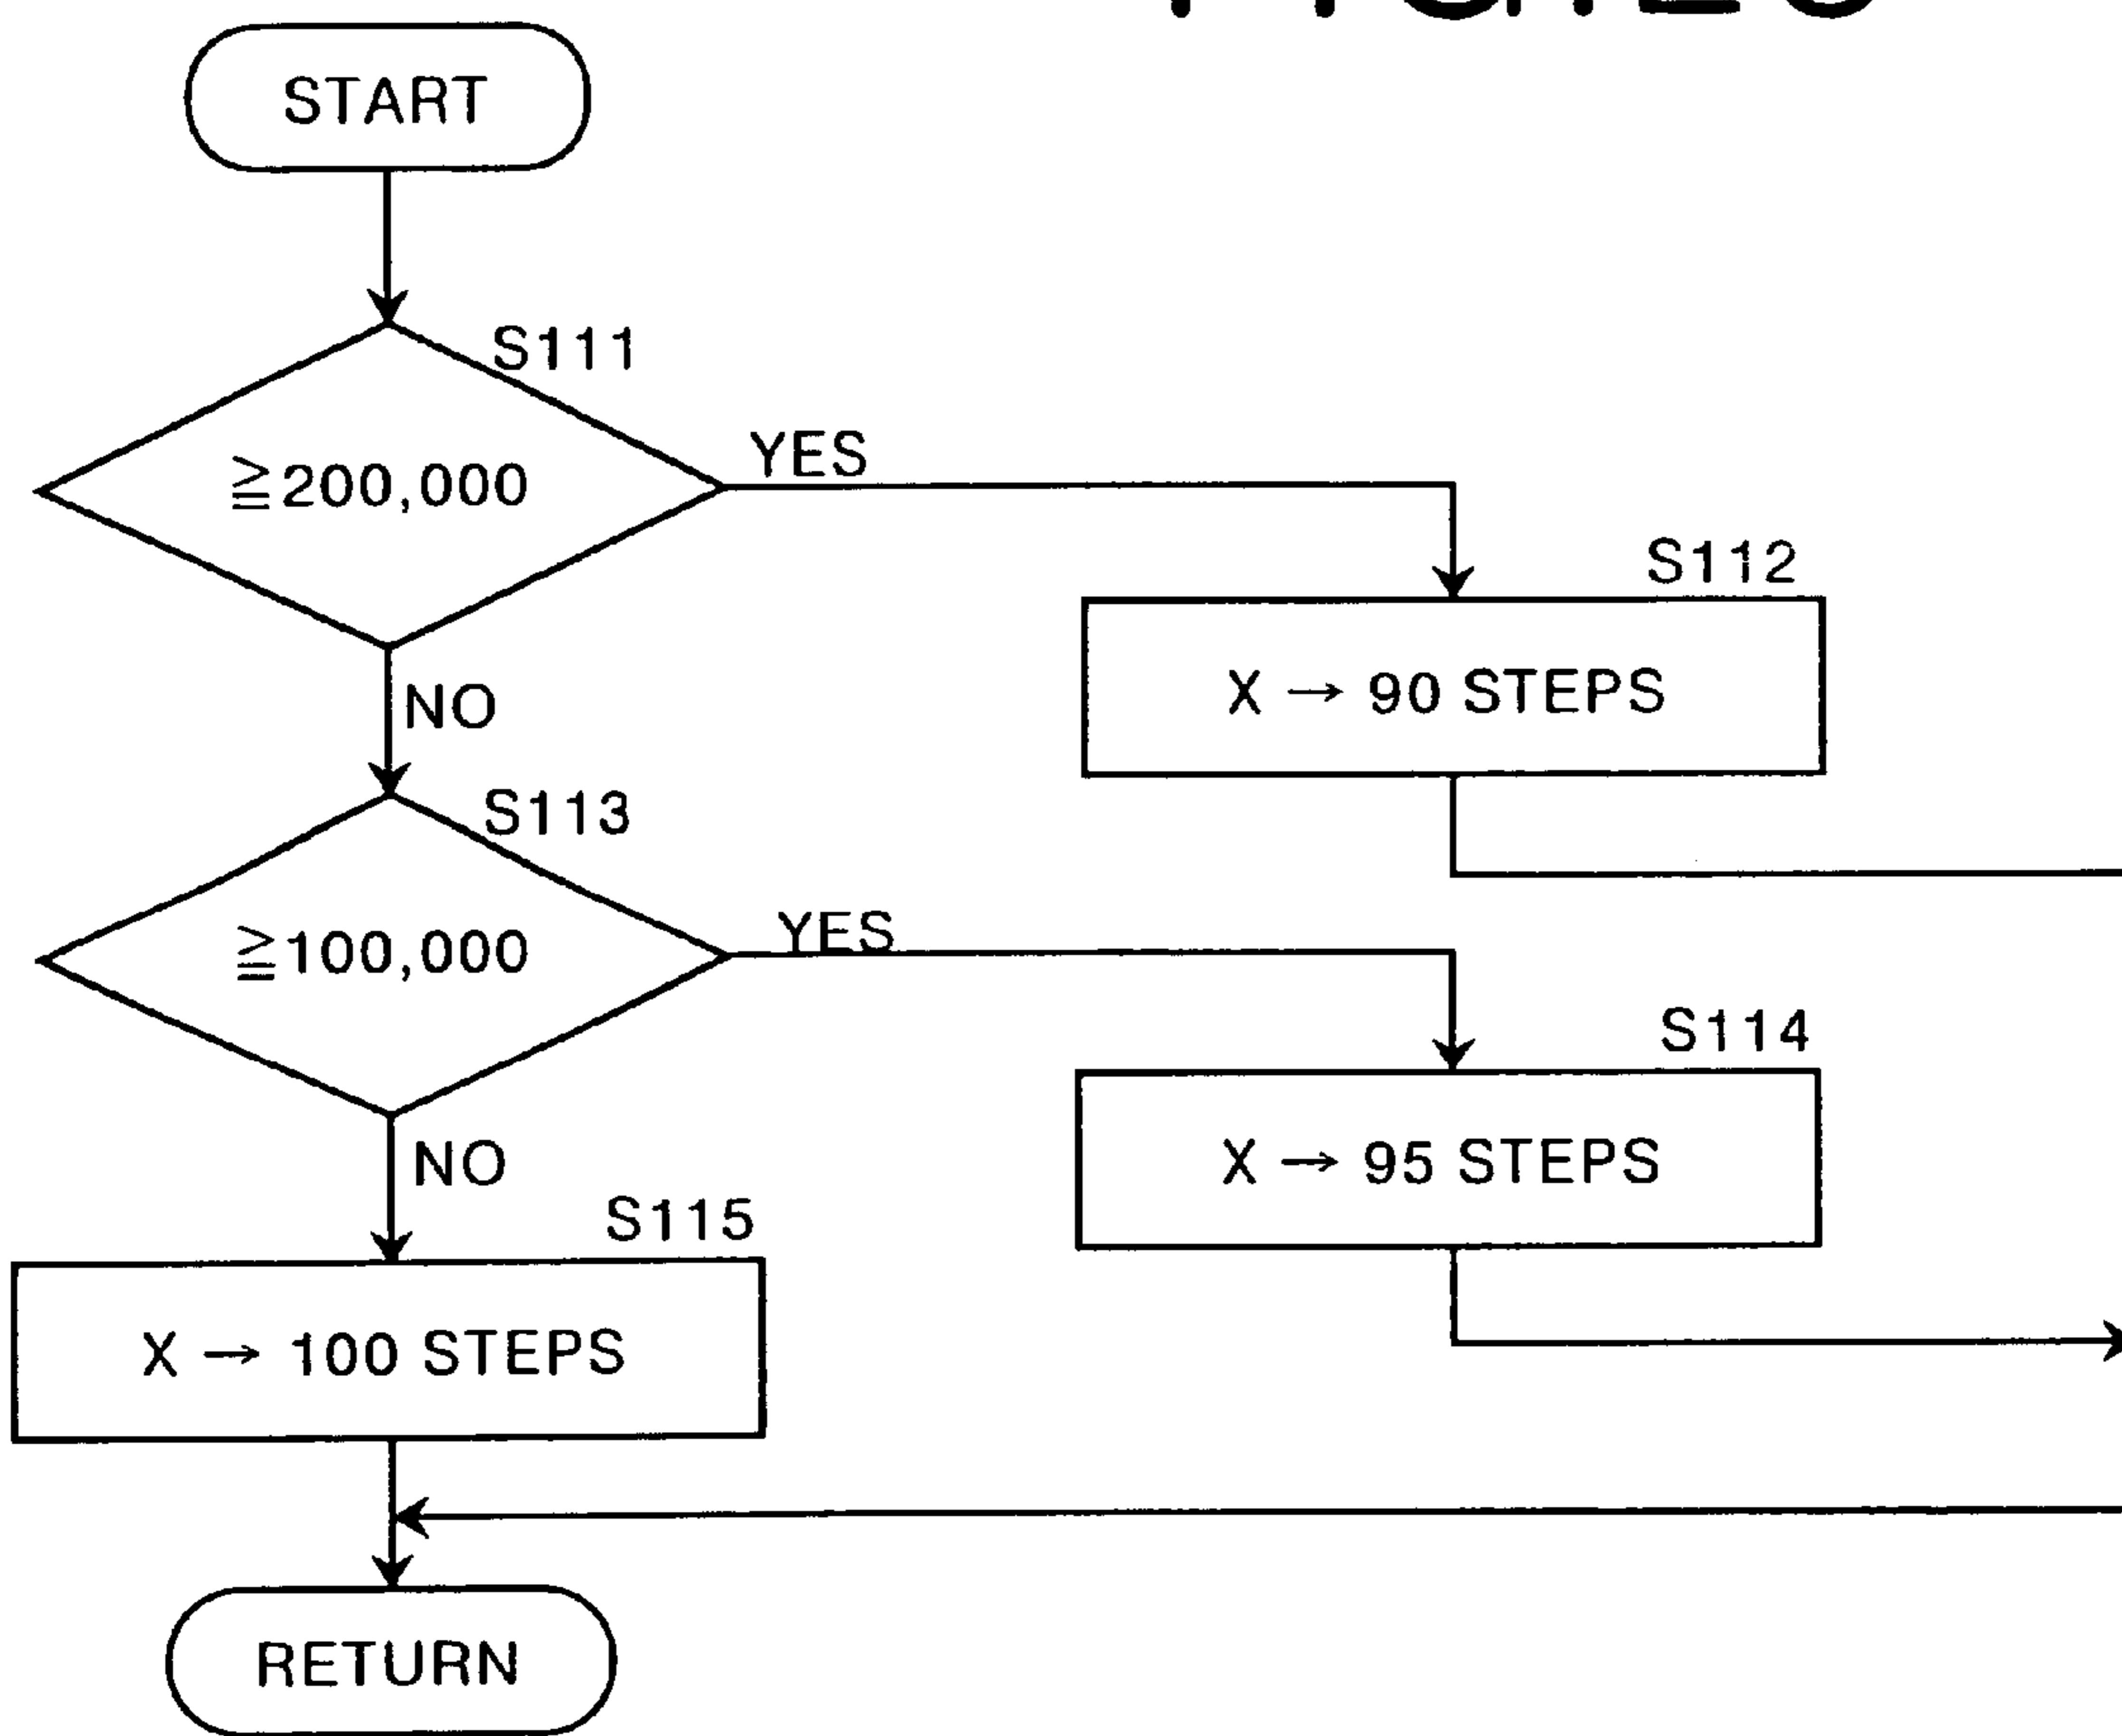 START
S111
≧200,000
YES
S112
X → 90 STEPS
NO
S113
≧100,000
YES
S114
X → 95 STEPS
NO
S115
X → 100 STEPS
RETURN